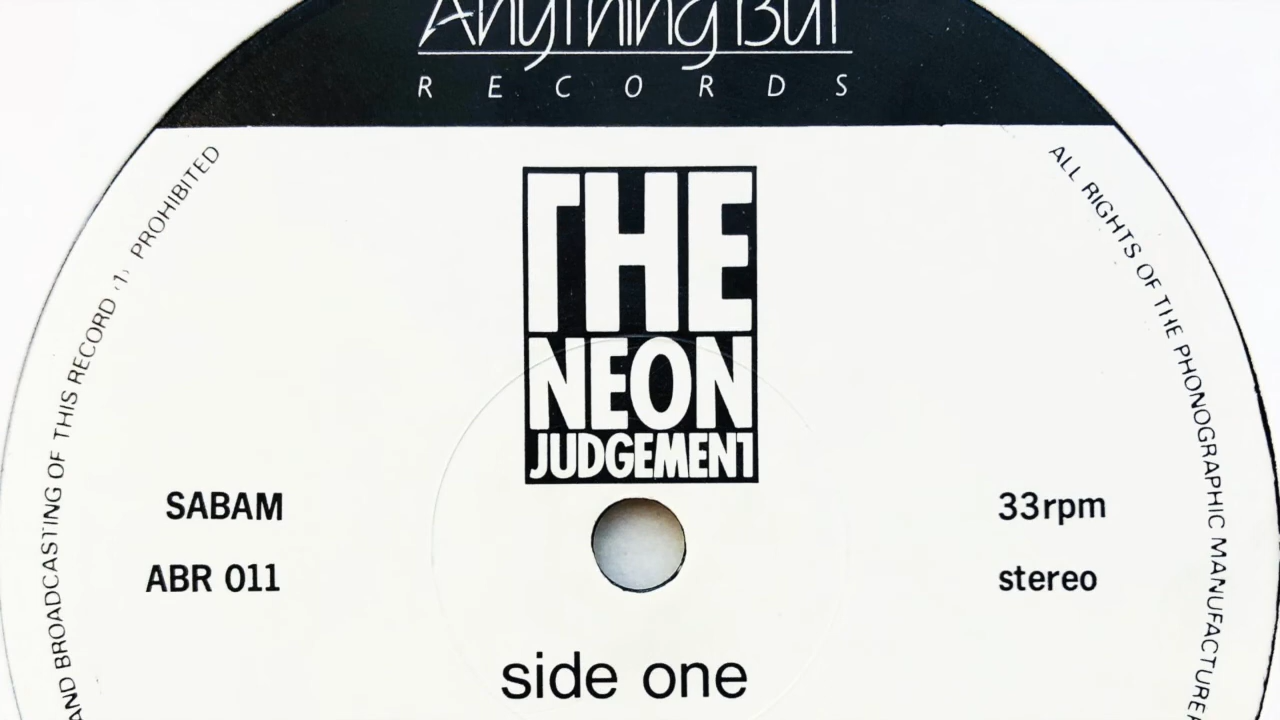 Anything But
RECORDS
THE
NEON
JUDGEMENT
SABAM
33rpm
ABR 011
stereo
side one
ALL RIGHTS OF THE PHONOGRAPHIC MANUFACTURE
AND BROADCASTING OF THIS RECORD (1) PROHIBITED